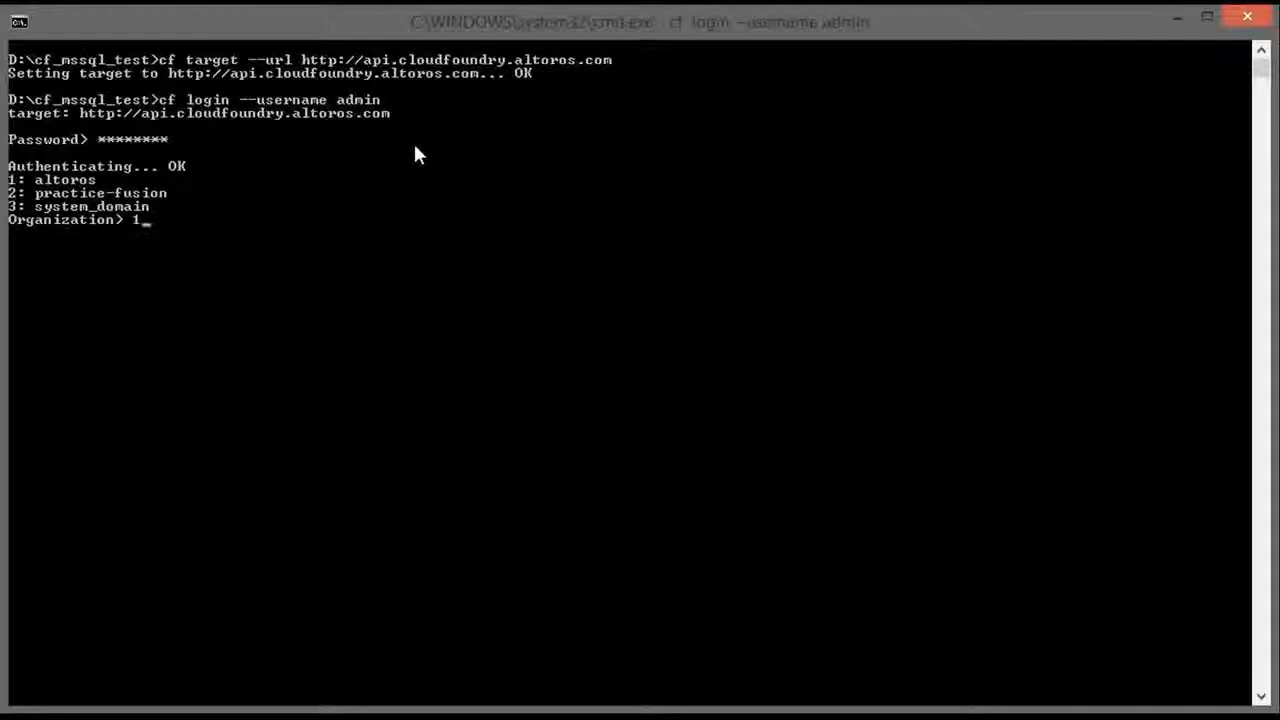 C:\WINDOWS\system32\cmd.exe - cf login --username admin
D:\cf_mssql_test>cf target --url http://api.cloudfoundry.altoros.com
Setting target to http://api.cloudfoundry.altoros.com... OK
D:\cf_mssql_test>cf login --username admin
target: http://api.cloudfoundry.altoros.com
Password> ********
Authenticating... OK
1: altoros
2: practice-fusion
3: system_domain
Organization> 1_